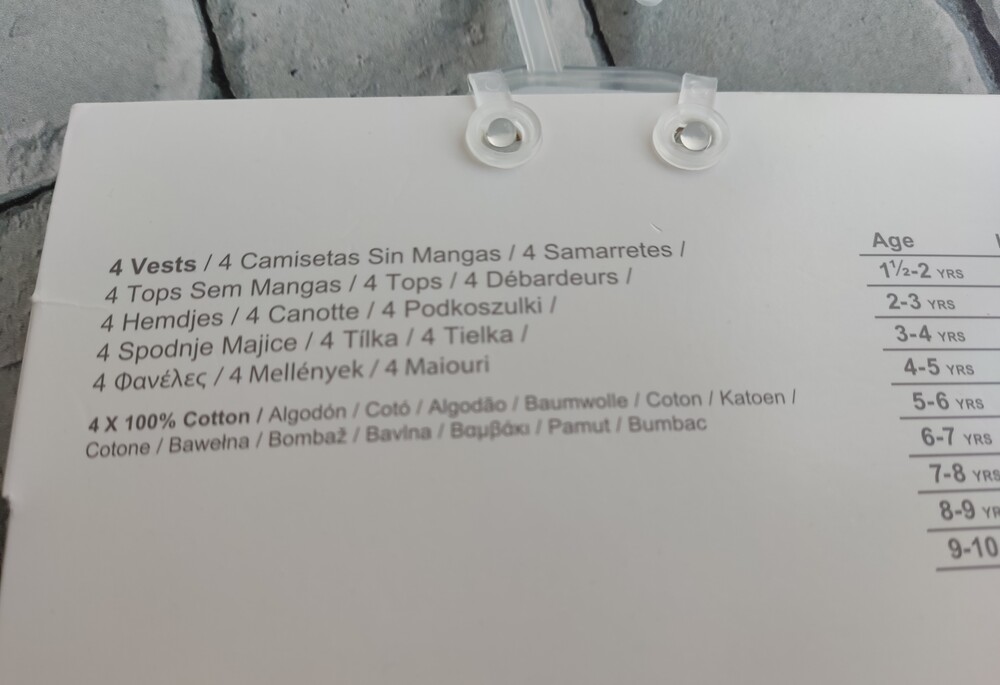 4 Vests / 4 Camisetas Sin Mangas / 4 Samarretes /
4 Tops Sem Mangas / 4 Tops / 4 Débardeurs /
4 Hemdjes / 4 Canotte / 4 Podkoszulki /
4 Spodnje Majice / 4 Tílka / 4 Tielka /
4 Φανέλες / 4 Mellények / 4 Maiouri
4 X 100% Cotton / Algodón / Cotó / Algodão / Baumwolle / Coton / Katoen /
Cotone / Bawełna / Bombaž / Bavlna / Βαμβάκι / Pamut / Bumbac
Age
1½-2 YRS
2-3 YRS
3-4 YRS
4-5 YRS
5-6 YRS
6-7 YRS
7-8 YRS
8-9 YR
9-10